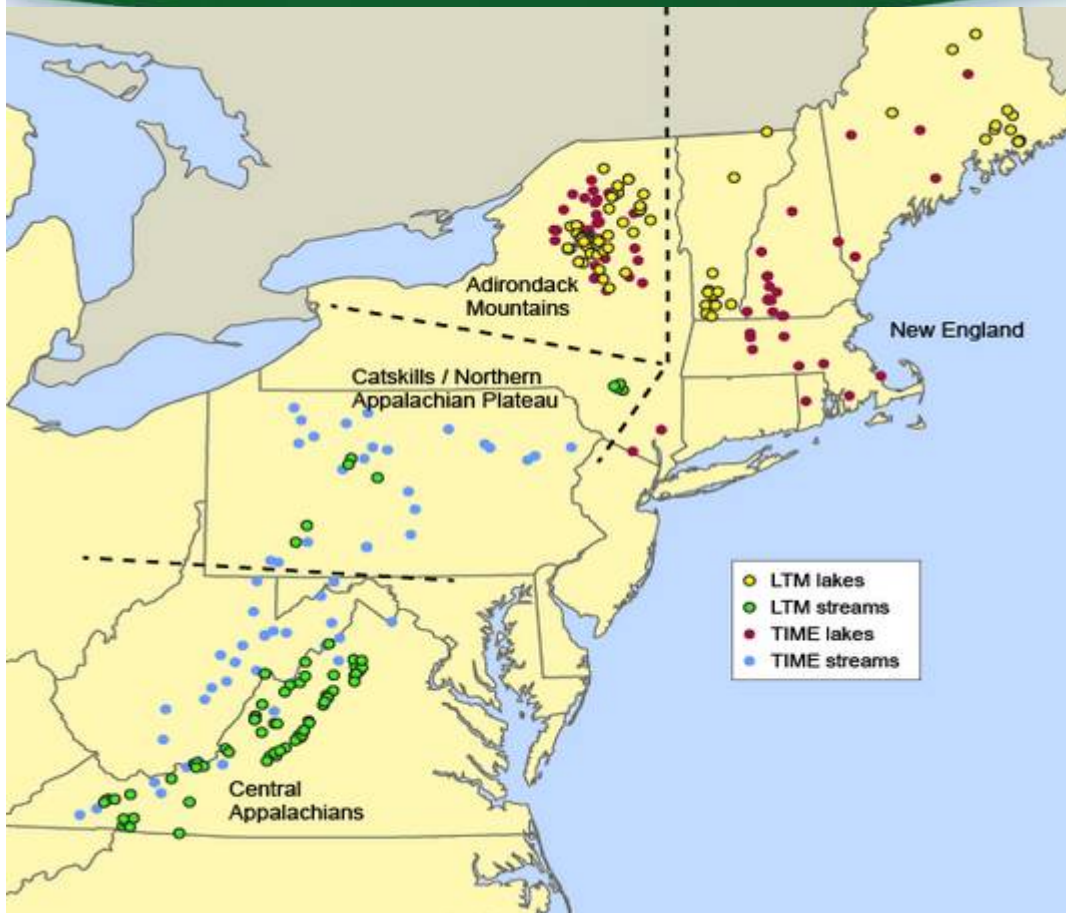 Adirondack
Mountains
New England
Catskills / Northern
Appalachian Plateau
LTM lakes
LTM streams
TIME lakes
TIME streams
Central
Appalachians